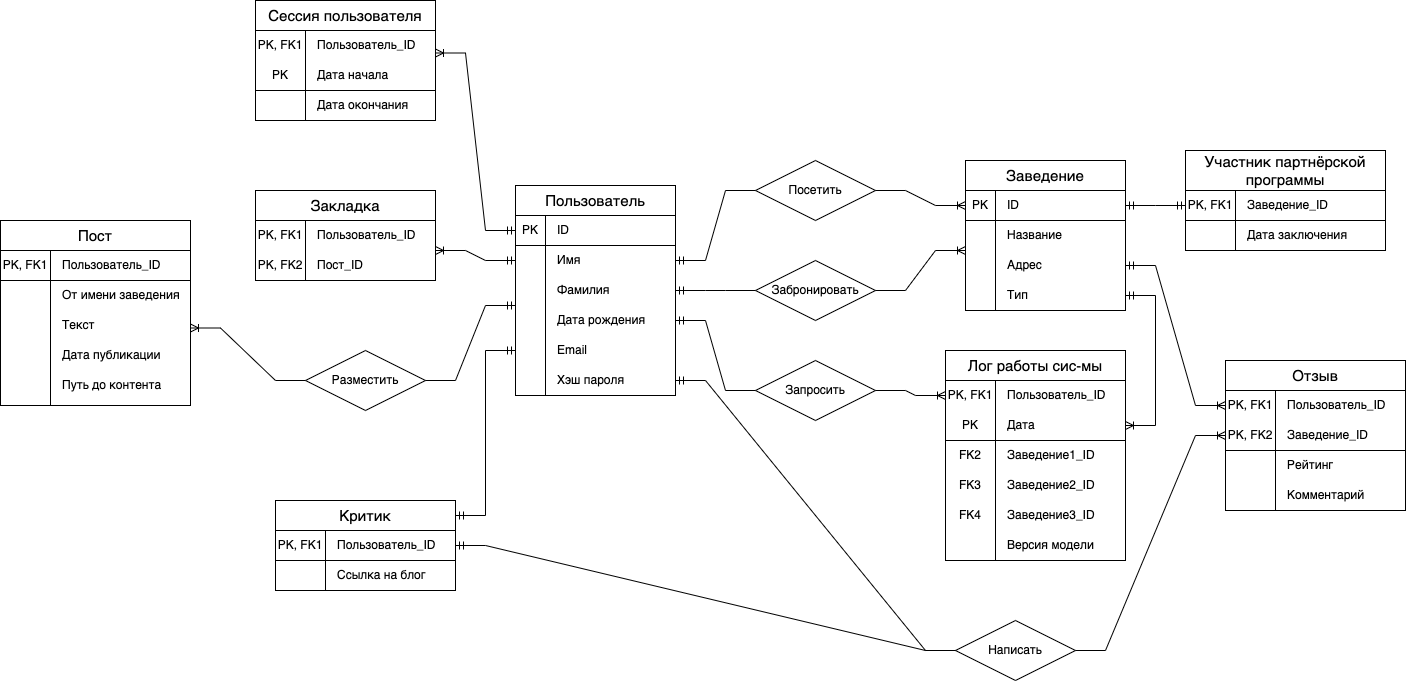 Сессия пользователя
PK, FK1 Пользователь_ID
PK Дата начала
Дата окончания
Закладка
PK, FK1 Пользователь_ID
PK, FK2 Пост_ID
Пост
PK, FK1 Пользователь_ID
От имени заведения
Текст
Дата публикации
Путь до контента
Разместить
Пользователь
PK ID
Имя
Фамилия
Дата рождения
Email
Хэш пароля
Критик
PK, FK1 Пользователь_ID
Ссылка на блог
Посетить
Забронировать
Запросить
Написать
Заведение
PK ID
Название
Адрес
Тип
Участник партнёрской
программы
PK, FK1 Заведение_ID
Дата заключения
Лог работы сис-мы
PK, FK1 Пользователь_ID
PK Дата
FK2 Заведение1_ID
FK3 Заведение2_ID
FK4 Заведение3_ID
Версия модели
Отзыв
PK, FK1 Пользователь_ID
PK, FK2 Заведение_ID
Рейтинг
Комментарий